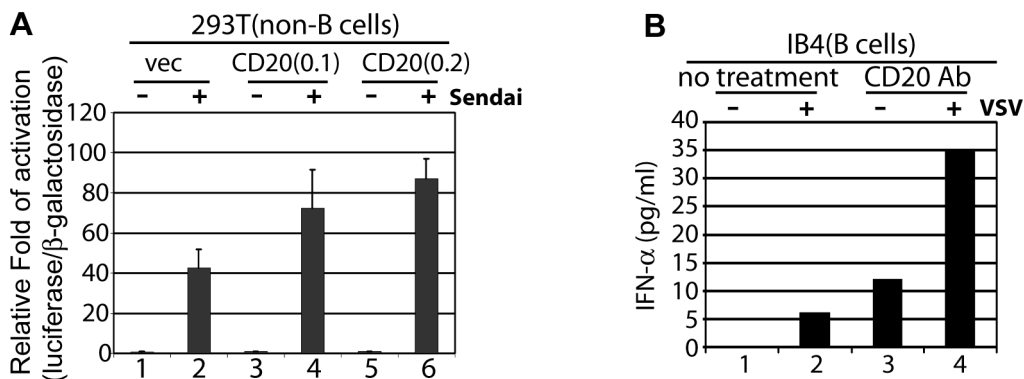 A
293T(non-B cells)
vec CD20(0.1) CD20(0.2)
- + - + - + Sendai
Relative Fold of activation
(luciferase/β-galactosidase)
120
100
80
60
40
20
0
1 2 3 4 5 6
B
IB4(B cells)
no treatment CD20 Ab
- + - + VSV
IFN-α (pg/ml)
40
35
30
25
20
15
10
5
0
1 2 3 4